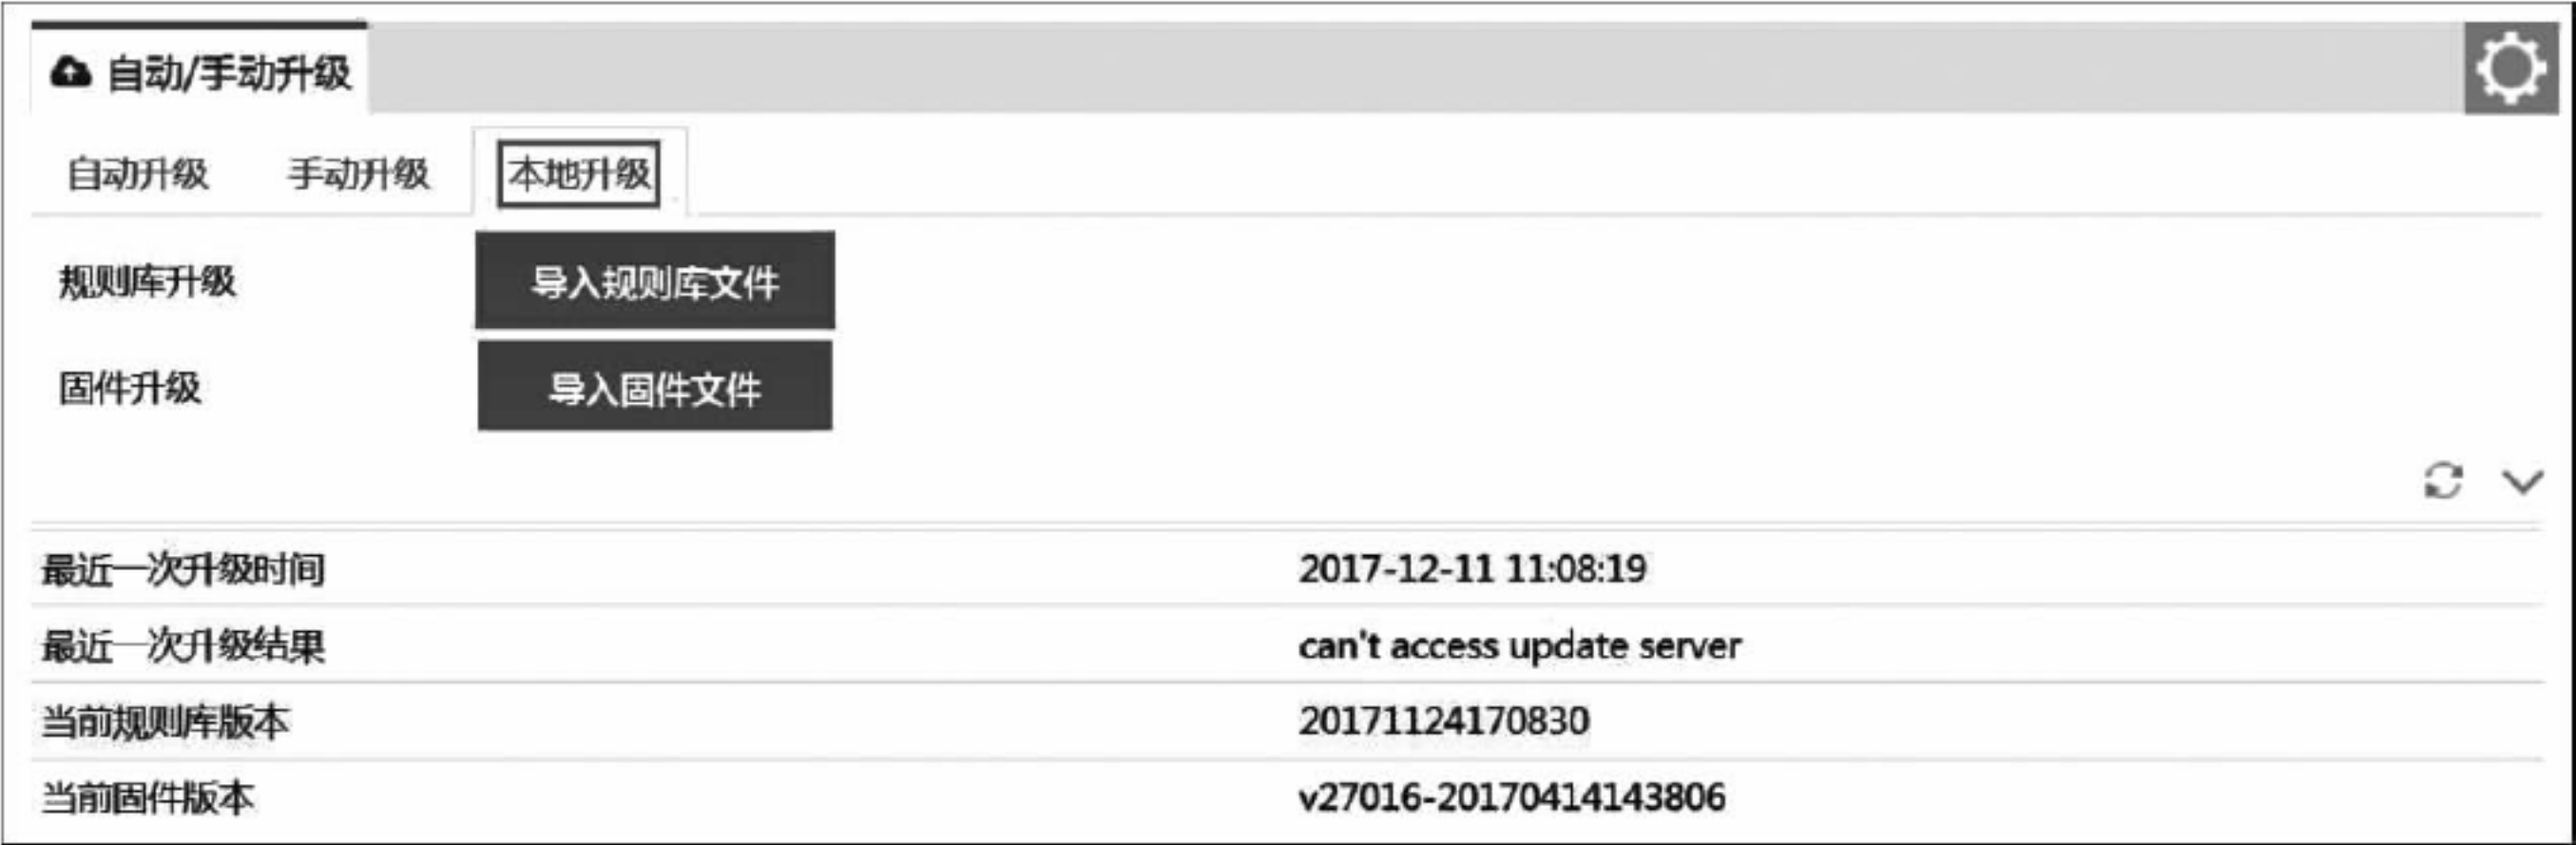 自动/手动升级
自动升级 手动升级 本地升级
规则库升级 导入规则库文件
固件升级 导入固件文件
最近一次升级时间 2017-12-11 11:08:19
最近一次升级结果 can't access update server
当前规则库版本 20171124170830
当前固件版本 v27016-20170414143806